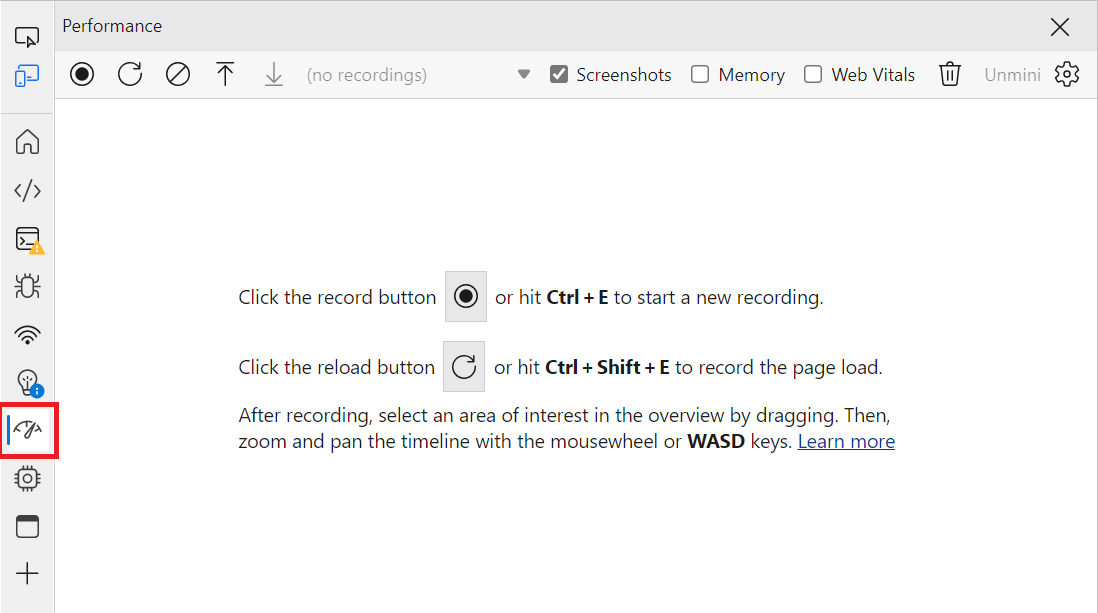 Performance
(no recordings) Screenshots Memory Web Vitals Unmini
Click the record button or hit Ctrl + E to start a new recording.
Click the reload button or hit Ctrl + Shift + E to record the page load.
After recording, select an area of interest in the overview by dragging. Then,
zoom and pan the timeline with the mousewheel or WASD keys. Learn more